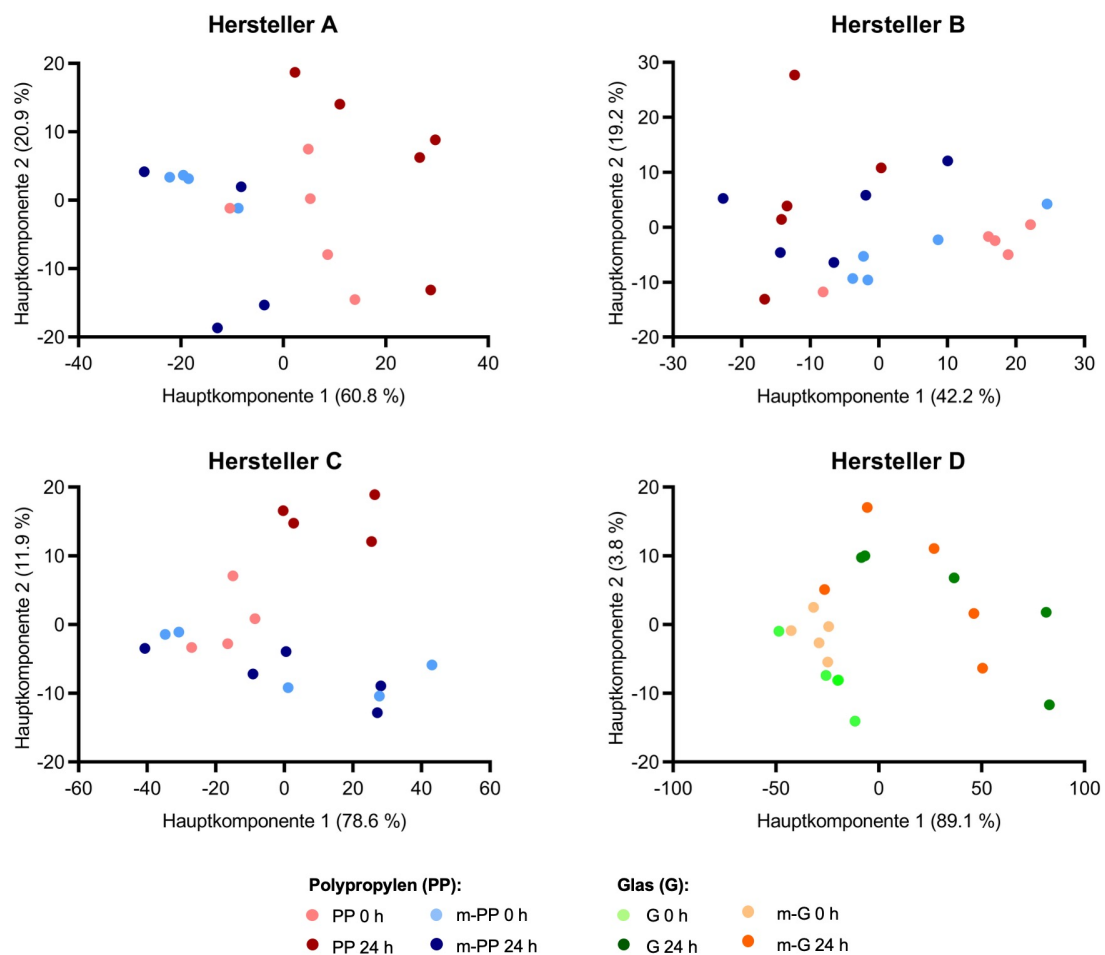 Hersteller A
Hauptkomponente 2 (20.9 %)
20
10
0
-10
-20
-40
-20
0
20
40
Hauptkomponente 1 (60.8 %)
Hersteller B
Hauptkomponente 2 (19.2 %)
30
20
10
0
-10
-20
-30
-20
-10
0
10
20
30
Hauptkomponente 1 (42.2 %)
Hersteller C
Hauptkomponente 2 (11.9 %)
20
10
0
-10
-20
-60
-40
-20
0
20
40
60
Hauptkomponente 1 (78.6 %)
Hersteller D
Hauptkomponente 2 (3.8 %)
20
10
0
-10
-20
-100
-50
0
50
100
Hauptkomponente 1 (89.1 %)
Polypropylen (PP):
PP 0 h
m-PP 0 h
PP 24 h
m-PP 24 h
Glas (G):
G 0 h
m-G 0 h
G 24 h
m-G 24 h